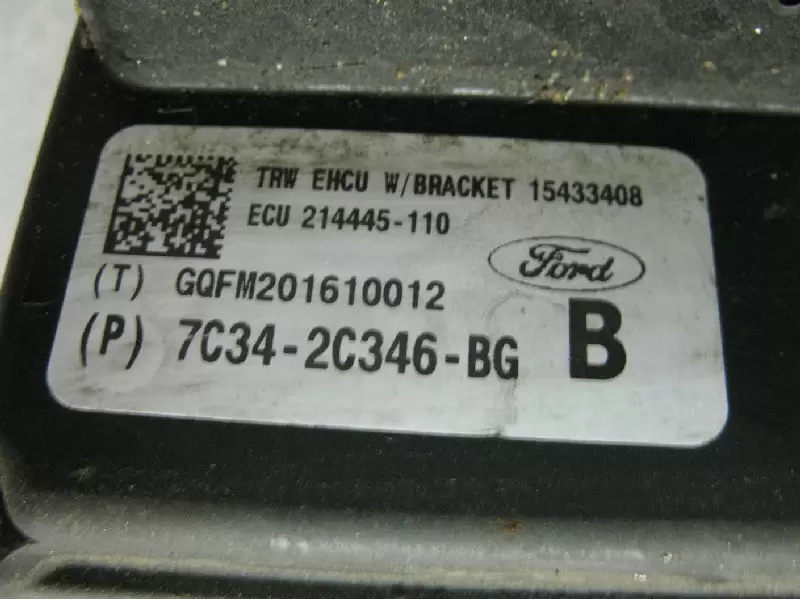 TRW EHCU W/BRACKET 15433408
ECU 214445-110
Ford
(T) GQFM201610012
(P) 7C34-2C346-BG B